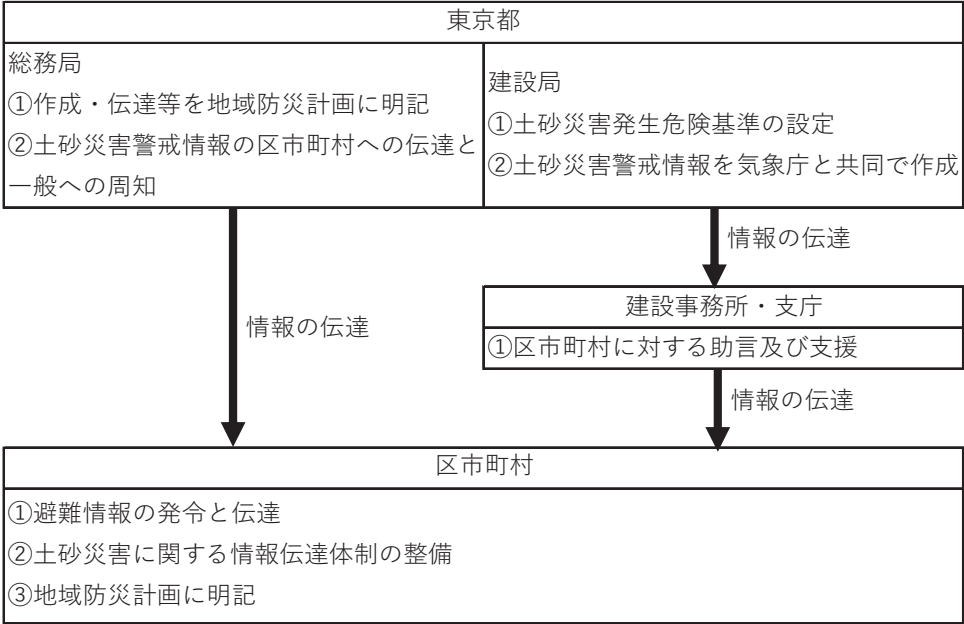 東京都
総務局
①作成・伝達等を地域防災計画に明記
②土砂災害警戒情報の区市町村への伝達と
一般への周知
建設局
①土砂災害発生危険基準の設定
②土砂災害警戒情報を気象庁と共同で作成
情報の伝達
建設事務所・支庁
①区市町村に対する助言及び支援
情報の伝達
情報の伝達
区市町村
①避難情報の発令と伝達
②土砂災害に関する情報伝達体制の整備
③地域防災計画に明記